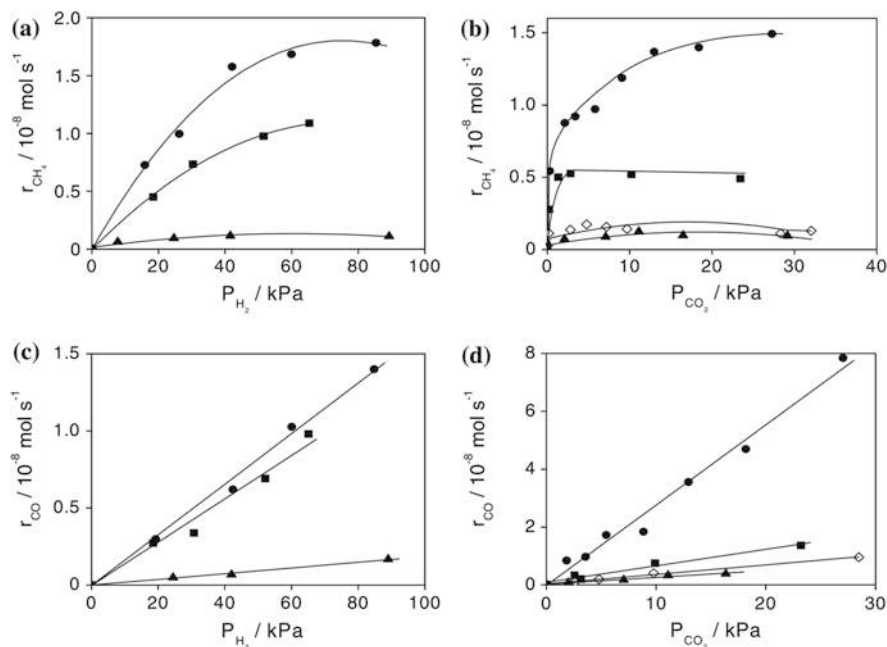 (a)
2.0
1.5
1.0
0.5
0
r_CH₄ / 10⁻⁸ mol s⁻¹
0 20 40 60 80 100
P_H₂ / kPa
(b)
1.5
1.0
0.5
0
r_CH₄ / 10⁻⁸ mol s⁻¹
0 10 20 30 40
P_CO₂ / kPa
(c)
1.5
1.0
0.5
0
r_CO / 10⁻⁸ mol s⁻¹
0 20 40 60 80 100
P_H₂ / kPa
(d)
8
6
4
2
0
r_CO / 10⁻⁸ mol s⁻¹
0 10 20 30
P_CO₂ / kPa